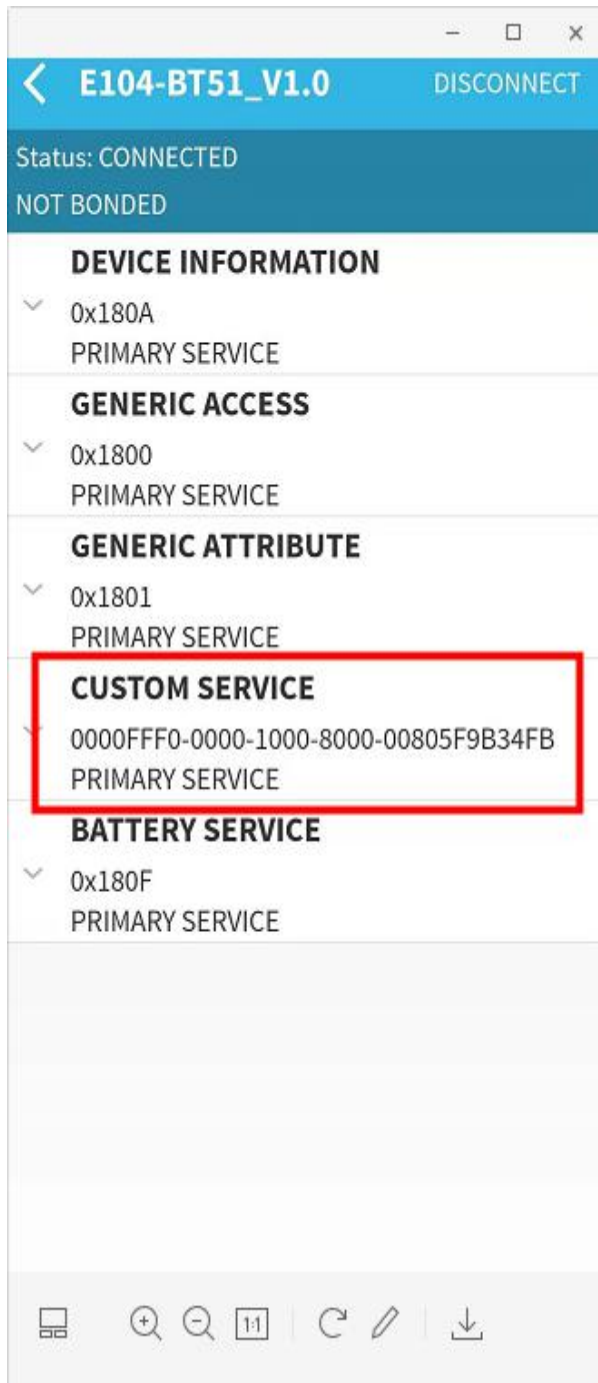 E104-BT51_V1.0 DISCONNECT
Status: CONNECTED
NOT BONDED
DEVICE INFORMATION
0x180A
PRIMARY SERVICE
GENERIC ACCESS
0x1800
PRIMARY SERVICE
GENERIC ATTRIBUTE
0x1801
PRIMARY SERVICE
CUSTOM SERVICE
0000FFF0-0000-1000-8000-00805F9B34FB
PRIMARY SERVICE
BATTERY SERVICE
0x180F
PRIMARY SERVICE
1:1